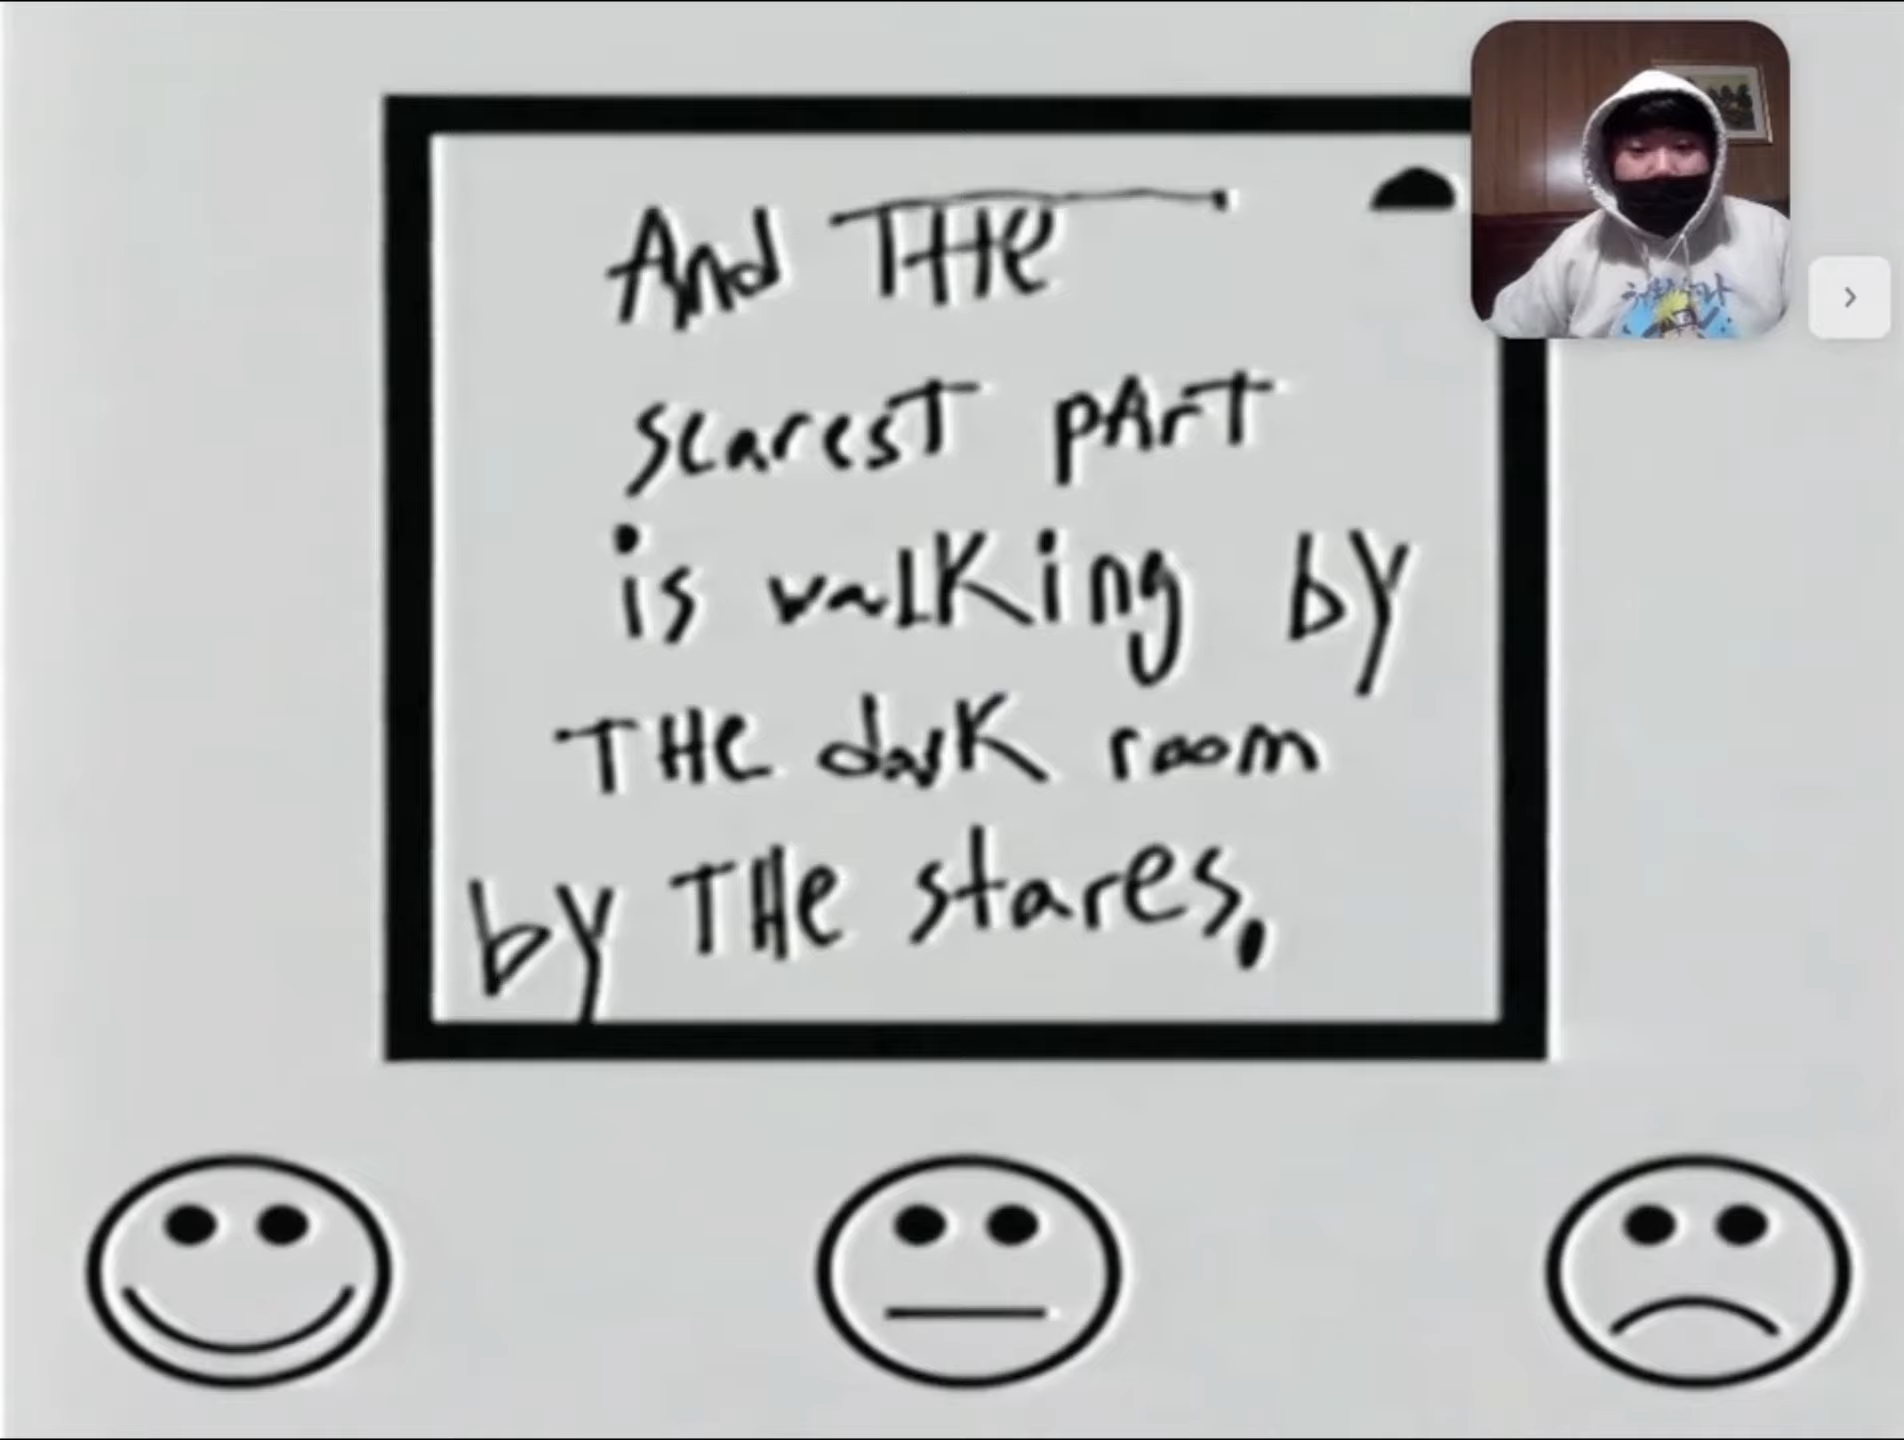 And THe
scarest pArT
is walKing by
THe darK room
by THe stares.